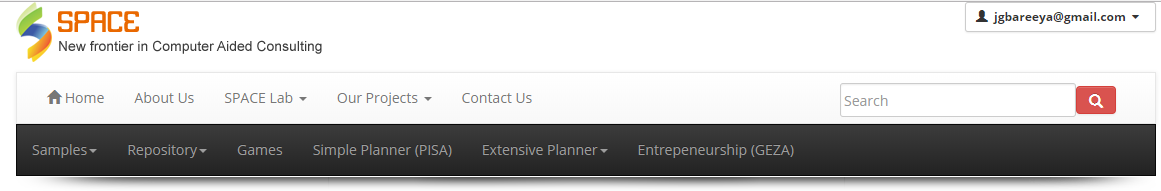 SPACE
New frontier in Computer Aided Consulting
jgbareeya@gmail.com
Home About Us SPACE Lab Our Projects Contact Us Search
Samples Repository Games Simple Planner (PISA) Extensive Planner Entrepeneurship (GEZA)